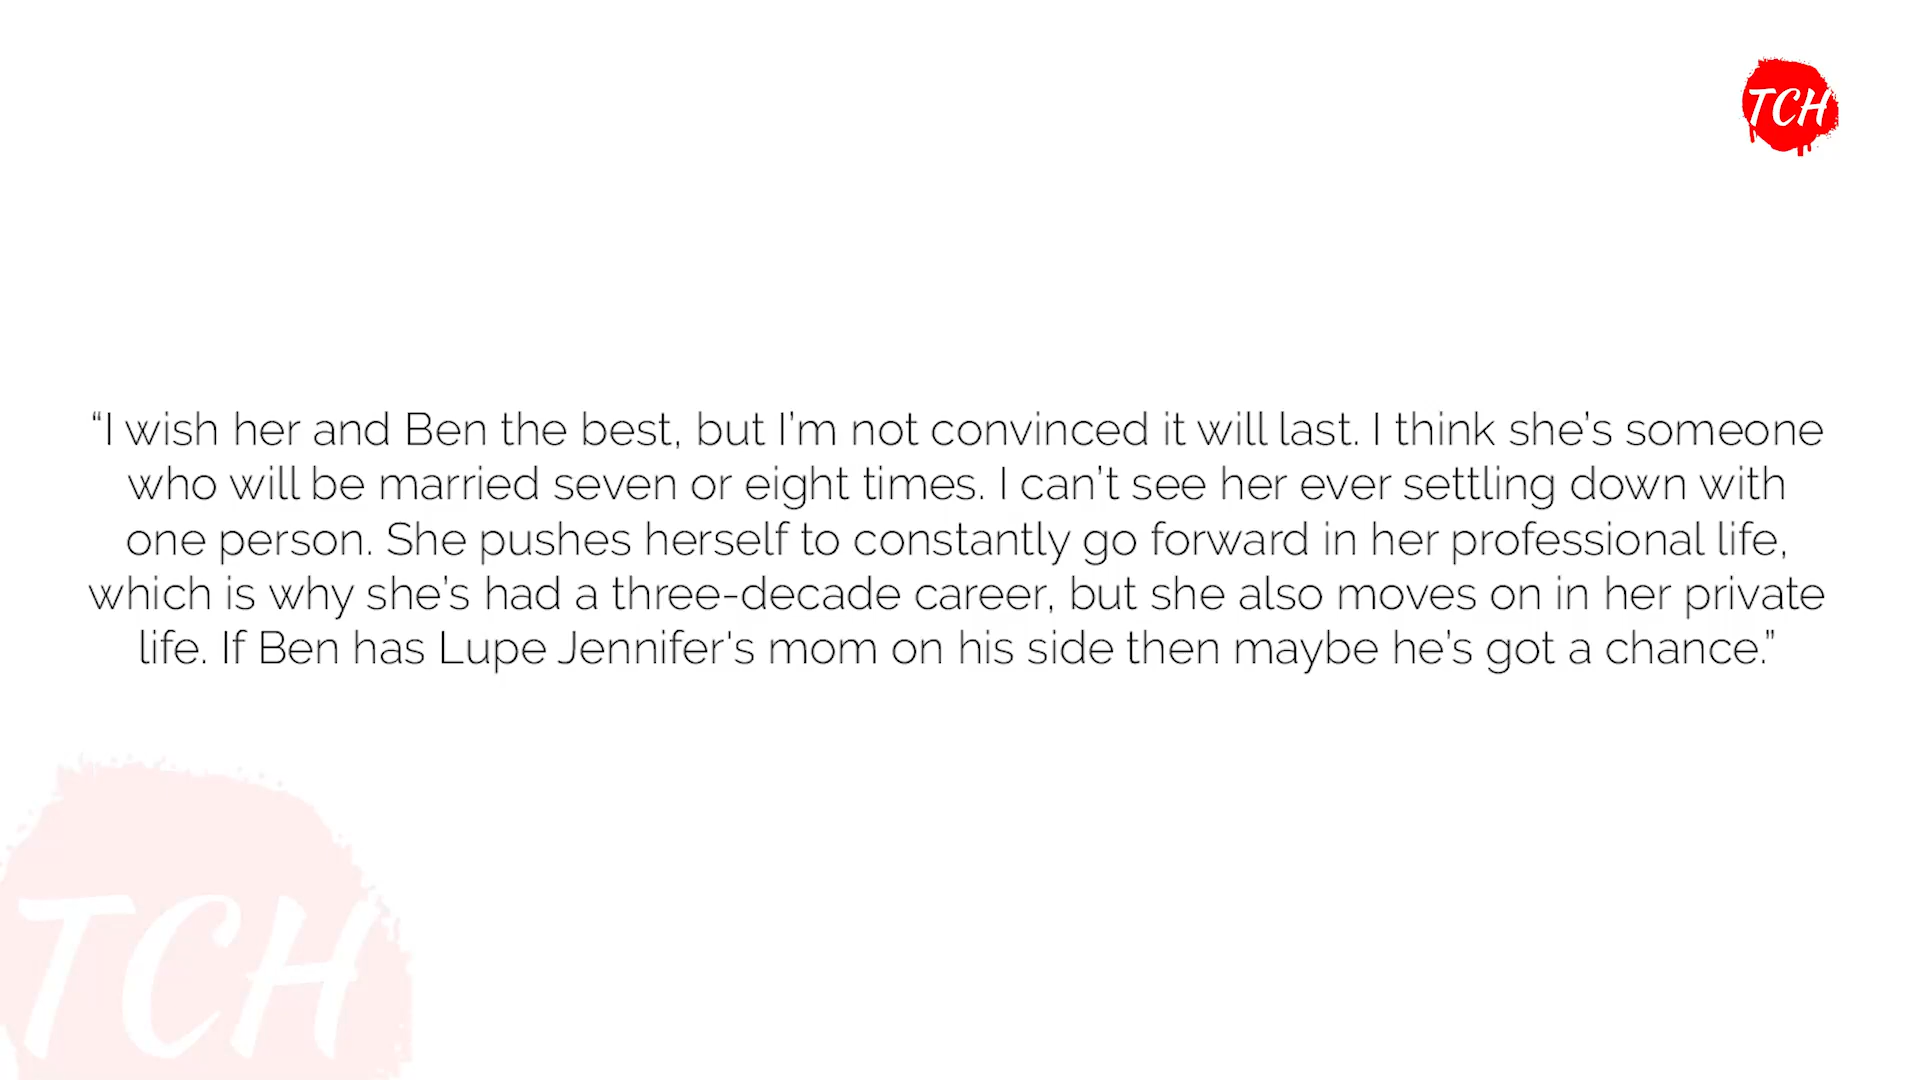 TCH
“I wish her and Ben the best, but I’m not convinced it will last. I think she’s someone
who will be married seven or eight times. I can’t see her ever settling down with
one person. She pushes herself to constantly go forward in her professional life,
which is why she’s had a three-decade career, but she also moves on in her private
life. If Ben has Lupe Jennifer's mom on his side then maybe he’s got a chance.”
TCH